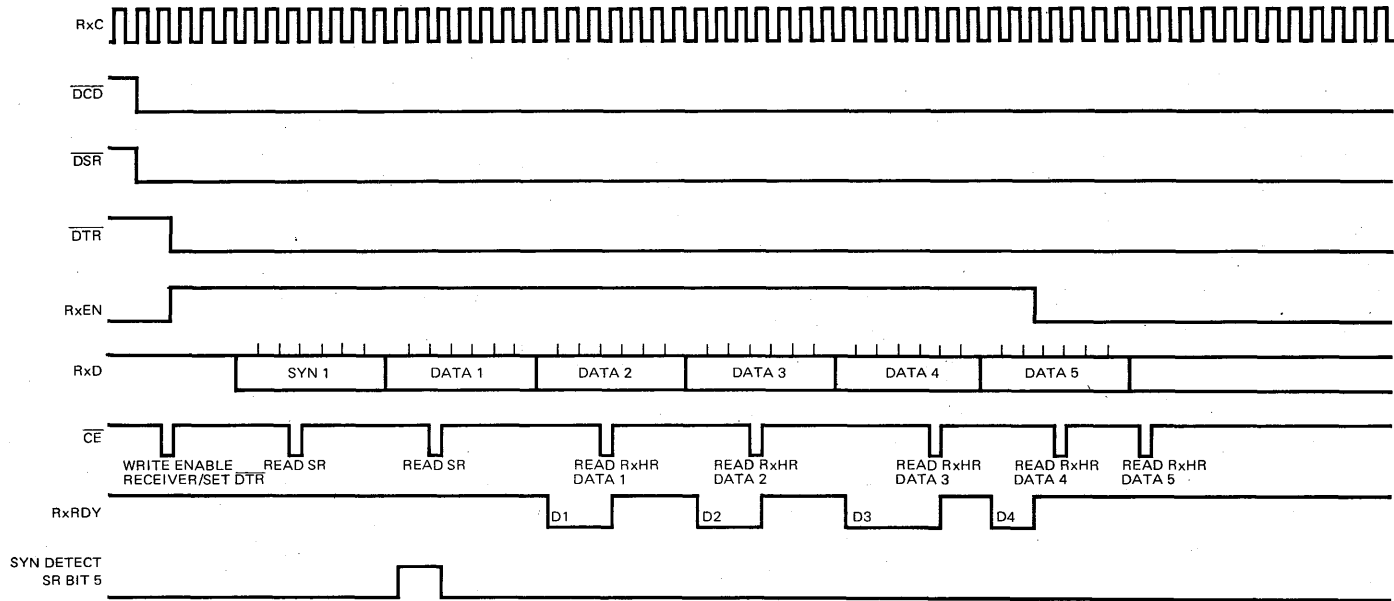 RxC
DCD
DSR
DTR
RxEN
RxD
SYN 1
DATA 1
DATA 2
DATA 3
DATA 4
DATA 5
CE
WRITE ENABLE
RECEIVER/SET DTR
READ SR
READ SR
READ RxHR
DATA 1
READ RxHR
DATA 2
READ RxHR
DATA 3
READ RxHR
DATA 4
READ RxHR
DATA 5
RxRDY
D1
D2
D3
D4
SYN DETECT
SR BIT 5